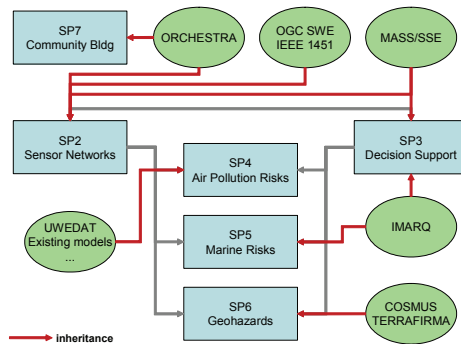 SP7
Community Bldg
ORCHESTRA
OGC SWE
IEEE 1451
MASS/SSE
SP2
Sensor Networks
SP4
Air Pollution Risks
SP3
Decision Support
UWEDAT
Existing models
...
SP5
Marine Risks
IMARQ
SP6
Geohazards
COSMUS
TERRAFIRMA
inheritance